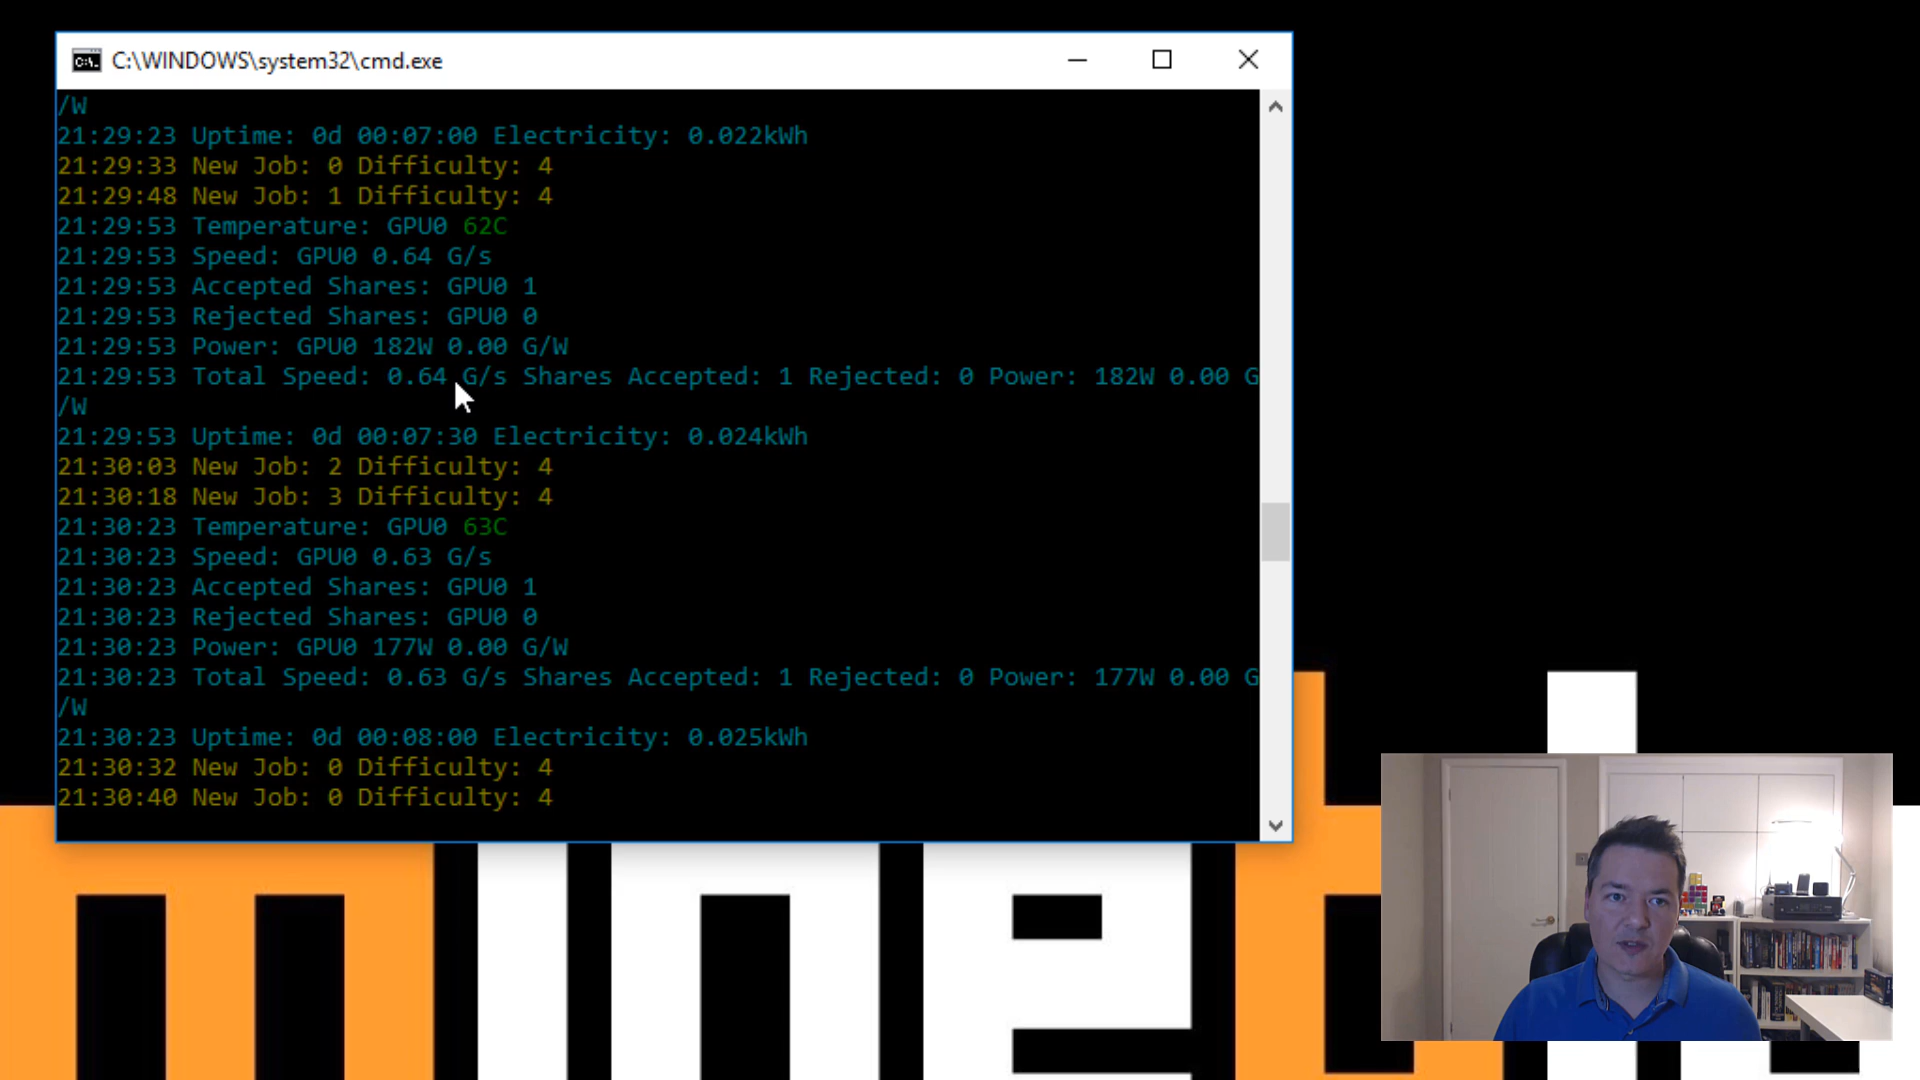 C:\WINDOWS\system32\cmd.exe
/W
21:29:23 Uptime: 0d 00:07:00 Electricity: 0.022kWh
21:29:33 New Job: 0 Difficulty: 4
21:29:48 New Job: 1 Difficulty: 4
21:29:53 Temperature: GPU0 62C
21:29:53 Speed: GPU0 0.64 G/s
21:29:53 Accepted Shares: GPU0 1
21:29:53 Rejected Shares: GPU0 0
21:29:53 Power: GPU0 182W 0.00 G/W
21:29:53 Total Speed: 0.64 G/s Shares Accepted: 1 Rejected: 0 Power: 182W 0.00 G
/W
21:29:53 Uptime: 0d 00:07:30 Electricity: 0.024kWh
21:30:03 New Job: 2 Difficulty: 4
21:30:18 New Job: 3 Difficulty: 4
21:30:23 Temperature: GPU0 63C
21:30:23 Speed: GPU0 0.63 G/s
21:30:23 Accepted Shares: GPU0 1
21:30:23 Rejected Shares: GPU0 0
21:30:23 Power: GPU0 177W 0.00 G/W
21:30:23 Total Speed: 0.63 G/s Shares Accepted: 1 Rejected: 0 Power: 177W 0.00 G
/W
21:30:23 Uptime: 0d 00:08:00 Electricity: 0.025kWh
21:30:32 New Job: 0 Difficulty: 4
21:30:40 New Job: 0 Difficulty: 4